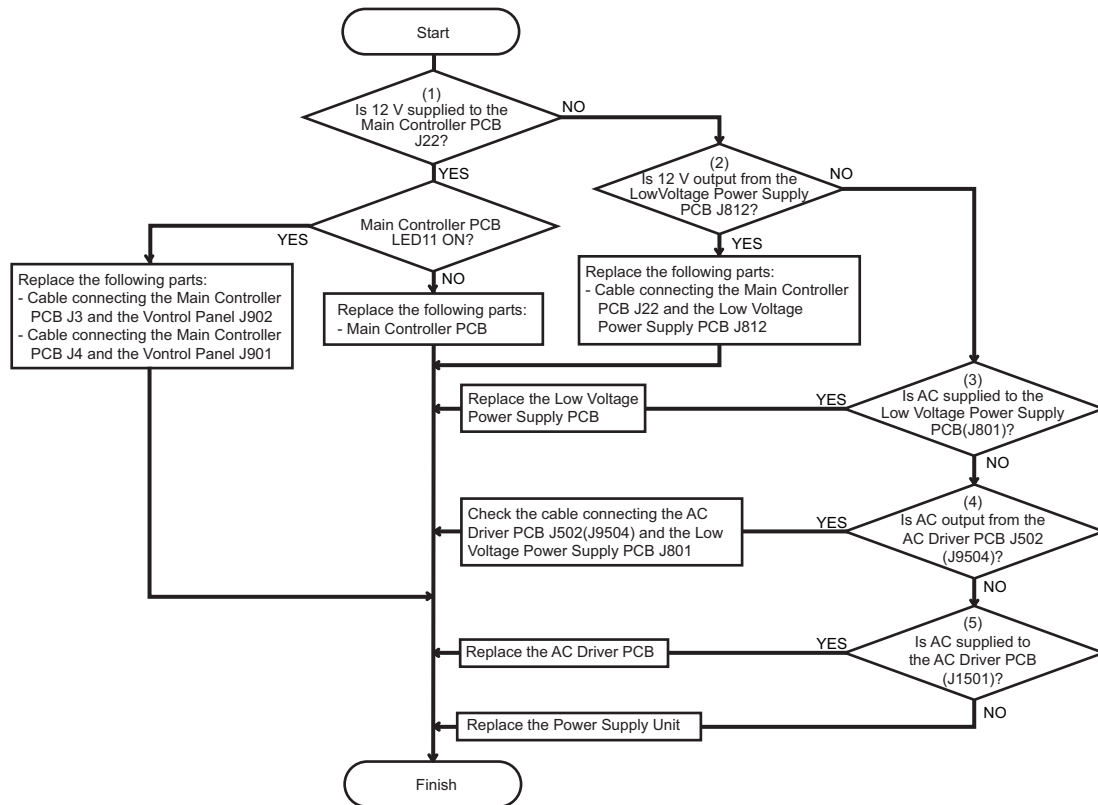 Start
(1)
Is 12 V supplied to the
Main Controller PCB
J22?
NO
YES
(2)
Is 12 V output from the
LowVoltage Power Supply
PCB J812?
NO
YES
Main Controller PCB
LED11 ON?
YES
NO
Replace the following parts:
- Cable connecting the Main Controller
PCB J3 and the Vontrol Panel J902
- Cable connecting the Main Controller
PCB J4 and the Vontrol Panel J901
Replace the following parts:
- Main Controller PCB
Replace the following parts:
- Cable connecting the Main Controller
PCB J22 and the Low Voltage
Power Supply PCB J812
(3)
Is AC supplied to the
Low Voltage Power Supply
PCB(J801)?
YES
NO
Replace the Low Voltage
Power Supply PCB
(4)
Is AC output from the
AC Driver PCB J502
(J9504)?
YES
NO
Check the cable connecting the AC
Driver PCB J502(J9504) and the Low
Voltage Power Supply PCB J801
(5)
Is AC supplied to
the AC Driver PCB
(J1501)?
YES
NO
Replace the AC Driver PCB
Replace the Power Supply Unit
Finish